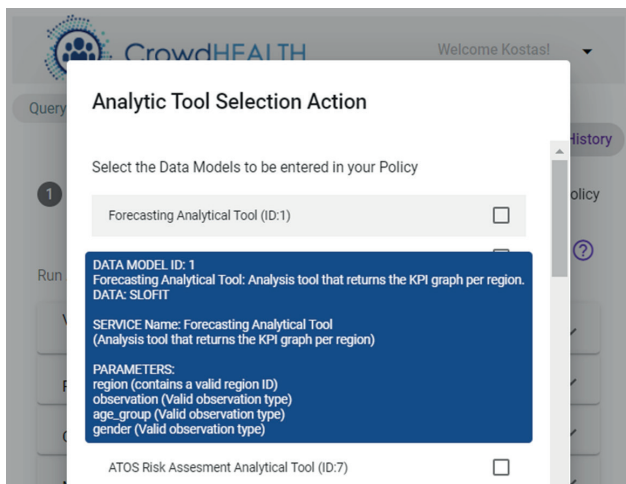 CrowdHEALTH
Welcome Kostas!
Query
Analytic Tool Selection Action
History
Select the Data Models to be entered in your Policy
1
olicy
Forecasting Analytical Tool (ID:1)
?
Run
DATA MODEL ID: 1
Forecasting Analytical Tool: Analysis tool that returns the KPI graph per region.
DATA: SLOFIT
SERVICE Name: Forecasting Analytical Tool
(Analysis tool that returns the KPI graph per region)
PARAMETERS:
region (contains a valid region ID)
observation (Valid observation type)
age_group (Valid observation type)
gender (Valid observation type)
ATOS Risk Assesment Analytical Tool (ID:7)